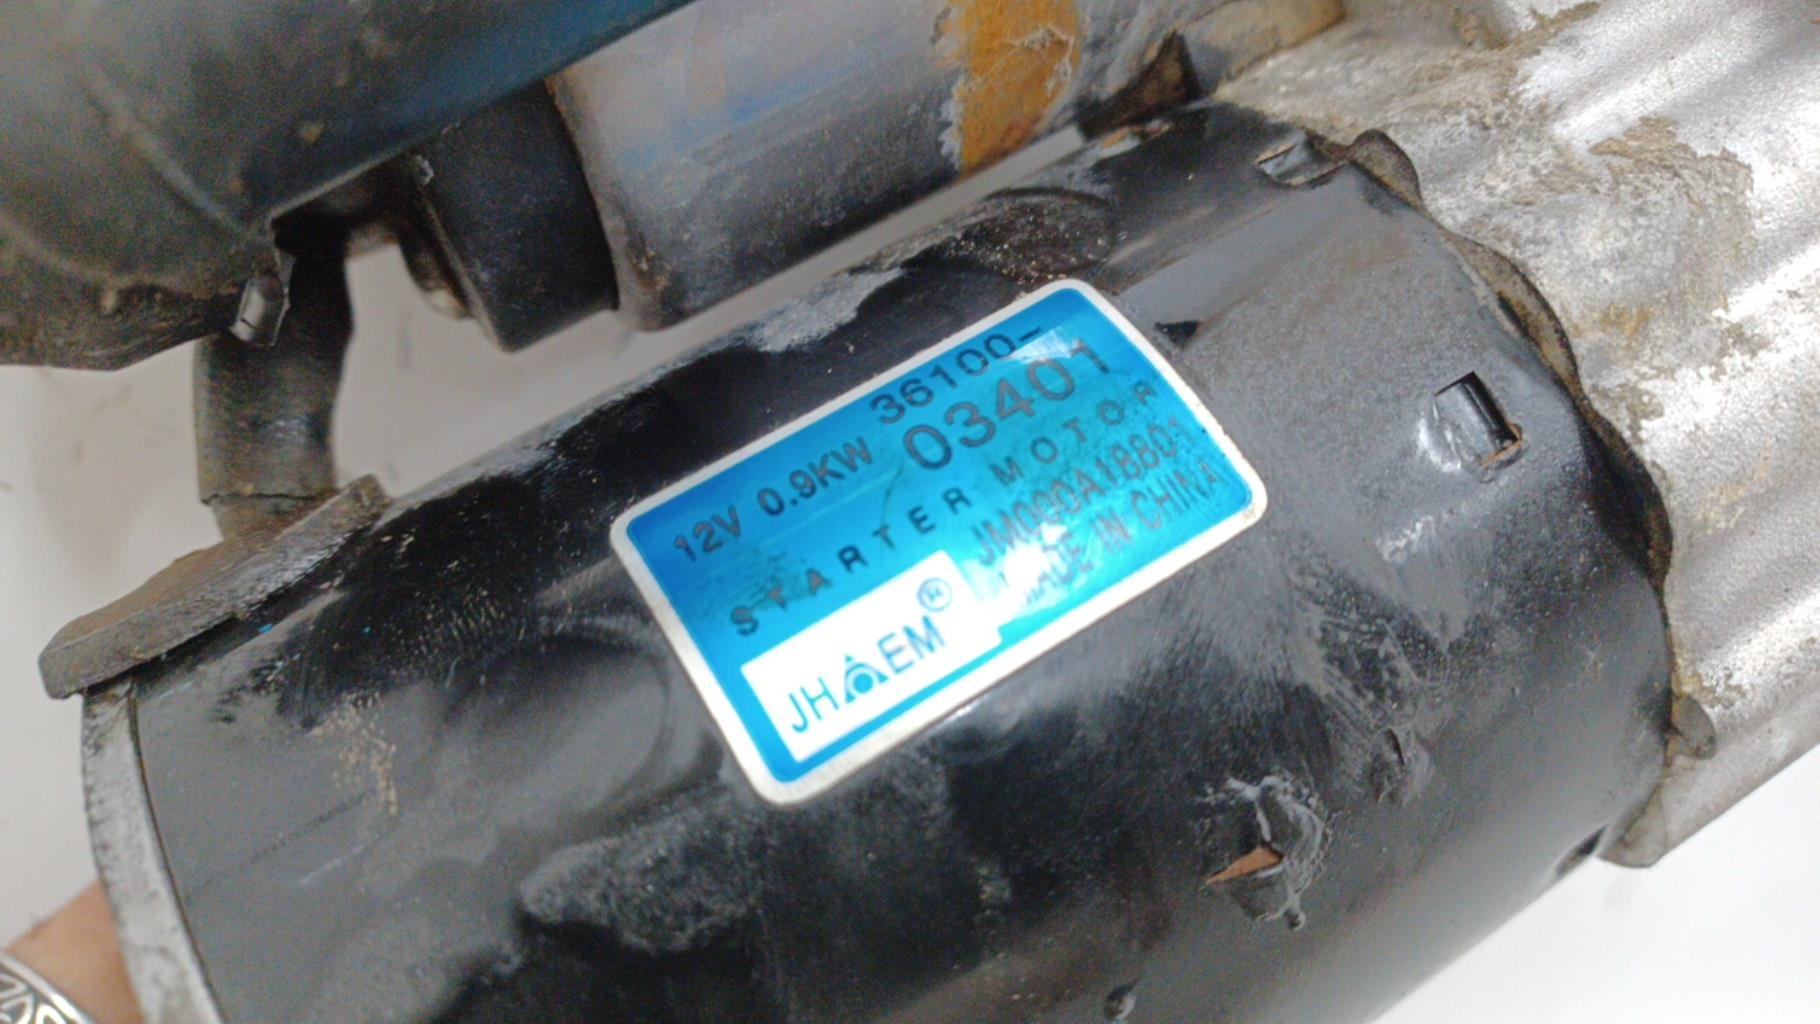 12V 0.9KW 36100-
03401
STARTER MOTOR
JM000A18801
MADE IN CHINA
JHAEM®